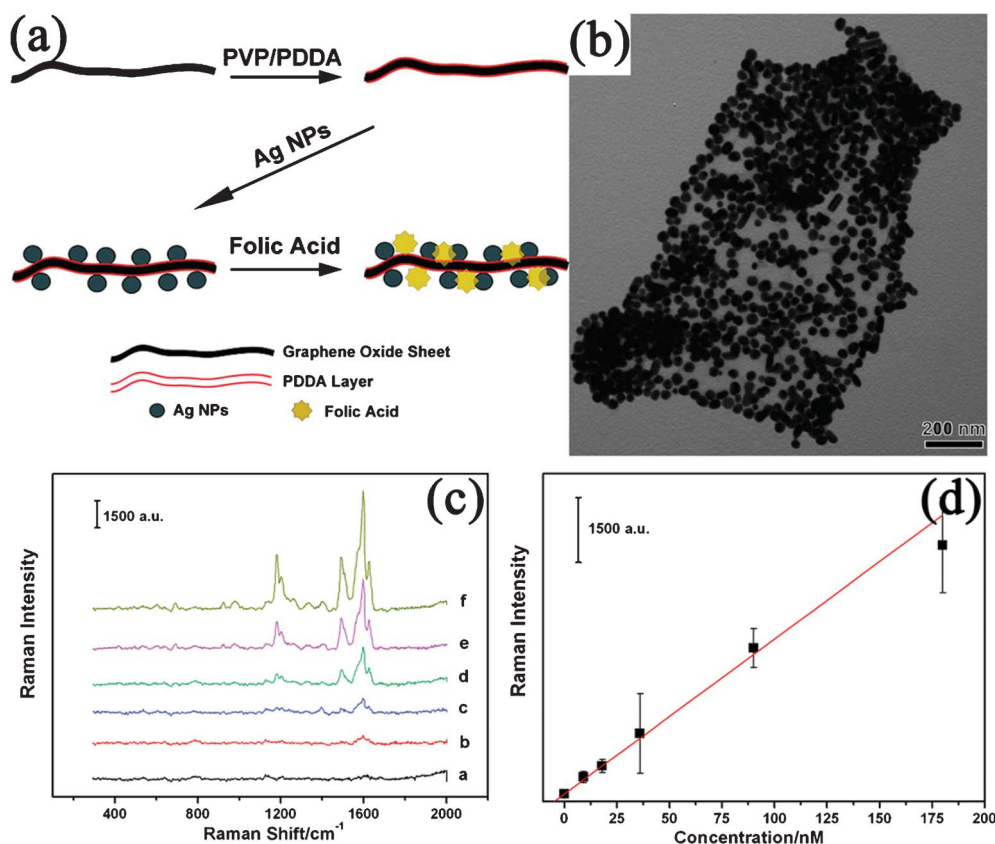 (a)
PVP/PDDA
Ag NPs
Folic Acid
Graphene Oxide Sheet
PDDA Layer
Ag NPs
Folic Acid
(b)
200 nm
(c)
1500 a.u.
f
e
d
c
b
a
Raman Intensity
400
800
1200
1600
2000
Raman Shift/cm⁻¹
(d)
1500 a.u.
Raman Intensity
0
25
50
75
100
125
150
175
200
Concentration/nM